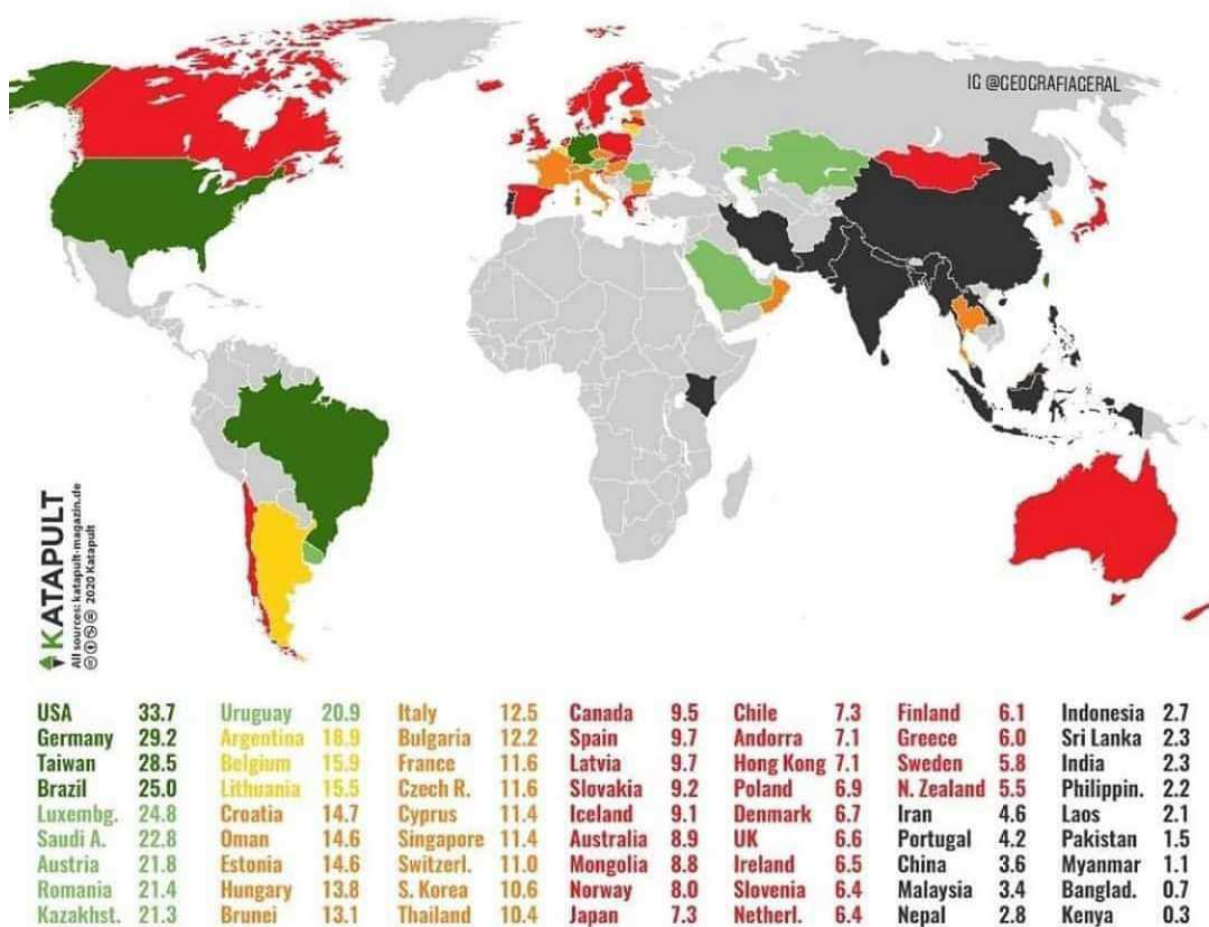 IG @GEOGRAFIAGERAL
KATAPULT
All sources: katapult-magazin.de
2020 Katapult
USA 33.7
Germany 29.2
Taiwan 28.5
Brazil 25.0
Luxembg. 24.8
Saudi A. 22.8
Austria 21.8
Romania 21.4
Kazakhst. 21.3
Uruguay 20.9
Argentina 18.9
Belgium 15.9
Lithuania 15.5
Croatia 14.7
Oman 14.6
Estonia 14.6
Hungary 13.8
Brunei 13.1
Italy 12.5
Bulgaria 12.2
France 11.6
Czech R. 11.6
Cyprus 11.4
Singapore 11.4
Switzerl. 11.0
S. Korea 10.6
Thailand 10.4
Canada 9.5
Spain 9.7
Latvia 9.7
Slovakia 9.2
Iceland 9.1
Australia 8.9
Mongolia 8.8
Norway 8.0
Japan 7.3
Chile 7.3
Andorra 7.1
Hong Kong 7.1
Poland 6.9
Denmark 6.7
UK 6.6
Ireland 6.5
Slovenia 6.4
Netherl. 6.4
Finland 6.1
Greece 6.0
Sweden 5.8
N. Zealand 5.5
Iran 4.6
Portugal 4.2
China 3.6
Malaysia 3.4
Nepal 2.8
Indonesia 2.7
Sri Lanka 2.3
India 2.3
Philippin. 2.2
Laos 2.1
Pakistan 1.5
Myanmar 1.1
Banglad. 0.7
Kenya 0.3